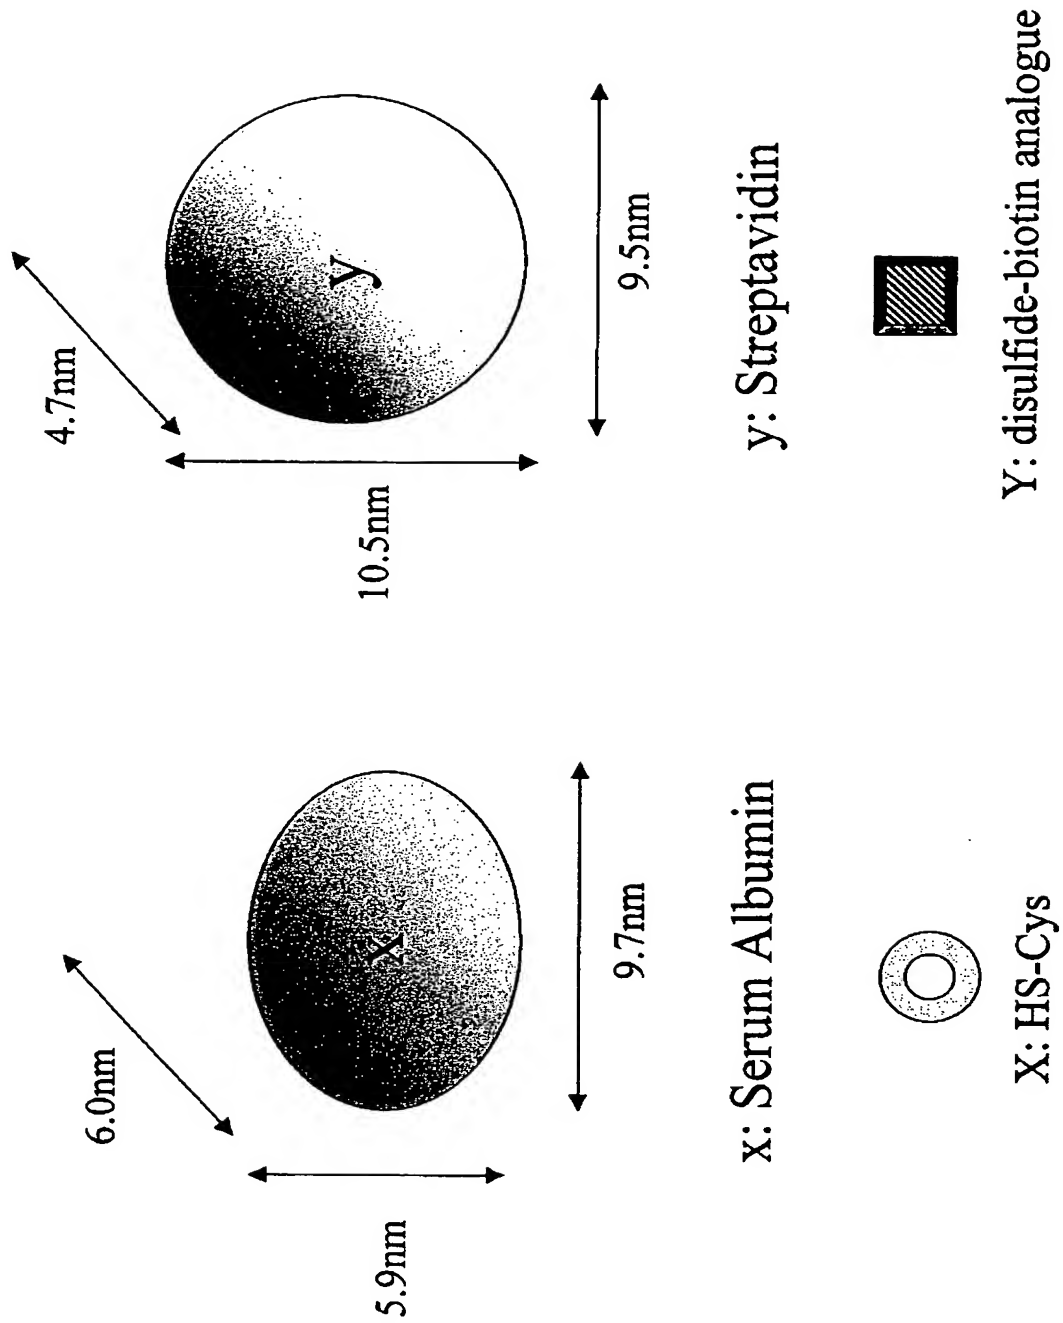 6.0nm
5.9nm
x
9.7nm
x: Serum Albumin
X: HS-Cys
4.7nm
10.5nm
y
9.5nm
y: Streptavidin
Y: disulfide-biotin analogue